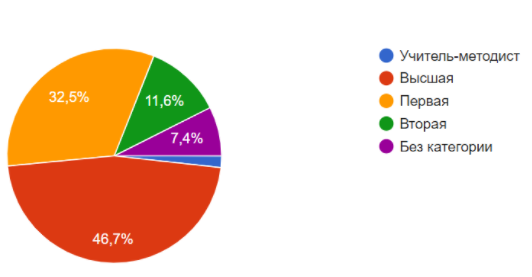 32,5%
11,6%
7,4%
46,7%
Учитель-методист
Высшая
Первая
Вторая
Без категории